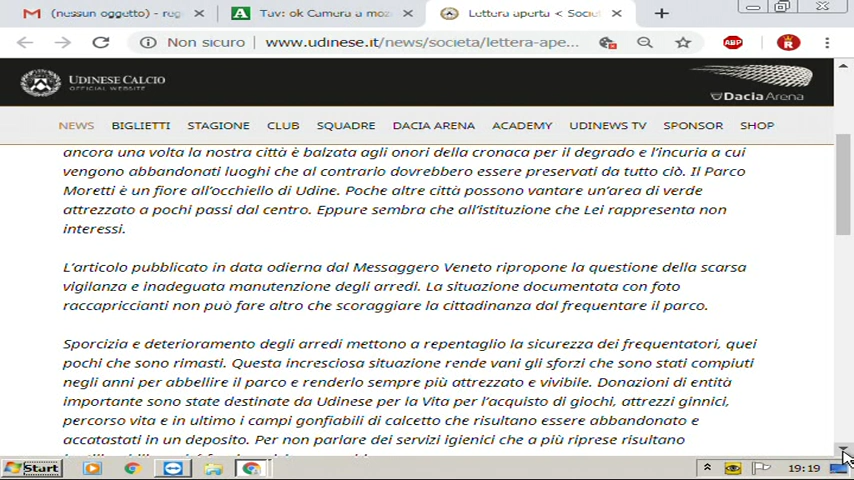 (nussun oggetto) - rug
Tav: ok Camera a moz
Lettera aperta < Societ
Non sicuro
www.udinese.it/news/societa/lettera-ape...
ABP
R
UDINESE CALCIO
OFFICIAL WEBSITE
DaciaArena
NEWS BIGLIETTI STAGIONE CLUB SQUADRE DACIA ARENA ACADEMY UDINEWS TV SPONSOR SHOP
ancora una volta la nostra città è balzata agli onori della cronaca per il degrado e l'incuria a cui
vengono abbandonati luoghi che al contrario dovrebbero essere preservati da tutto ciò. Il Parco
Moretti è un fiore all'occhiello di Udine. Poche altre città possono vantare un'area di verde
attrezzato a pochi passi dal centro. Eppure sembra che all'istituzione che Lei rappresenta non
interessi.
L'articolo pubblicato in data odierna dal Messaggero Veneto ripropone la questione della scarsa
vigilanza e inadeguata manutenzione degli arredi. La situazione documentata con foto
raccapriccianti non può fare altro che scoraggiare la cittadinanza dal frequentare il parco.
Sporcizia e deterioramento degli arredi mettono a repentaglio la sicurezza dei frequentatori, quei
pochi che sono rimasti. Questa incresciosa situazione rende vani gli sforzi che sono stati compiuti
negli anni per abbellire il parco e renderlo sempre più attrezzato e vivibile. Donazioni di entità
importante sono state destinate da Udinese per la Vita per l'acquisto di giochi, attrezzi ginnici,
percorso vita e in ultimo i campi gonfiabili di calcetto che risultano essere abbandonato e
accatastati in un deposito. Per non parlare dei servizi igienici che a più riprese risultano
Start
19:19